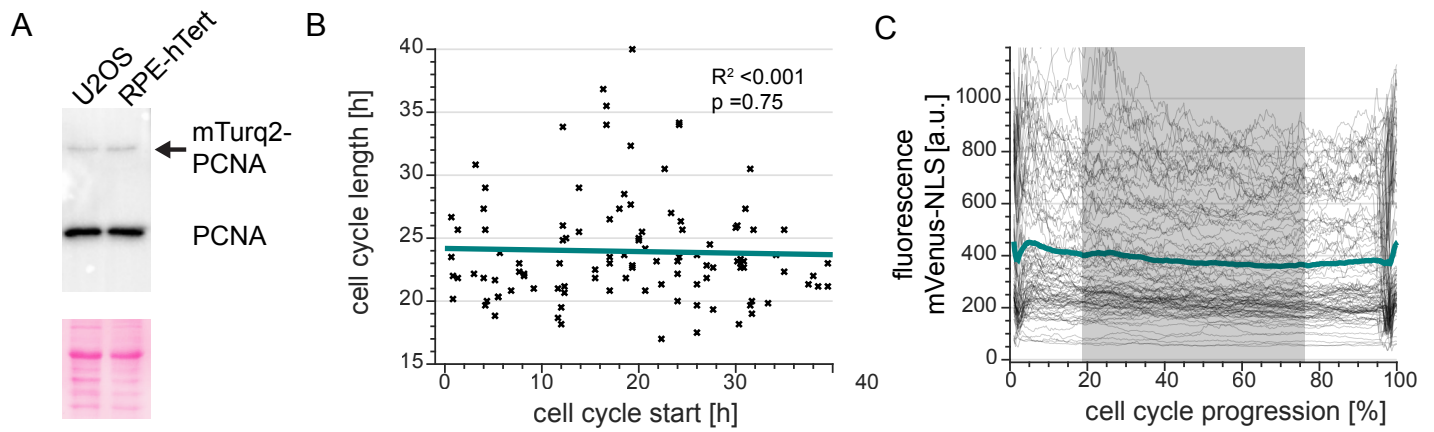 A
U2OS
RPE-hTert
mTurq2-
PCNA
PCNA
B
cell cycle length [h]
40
35
30
25
20
15
R² <0.001
p =0.75
0
10
20
30
40
cell cycle start [h]
C
fluorescence
mVenus-NLS [a.u.]
1000
800
600
400
200
0
0
20
40
60
80
100
cell cycle progression [%]